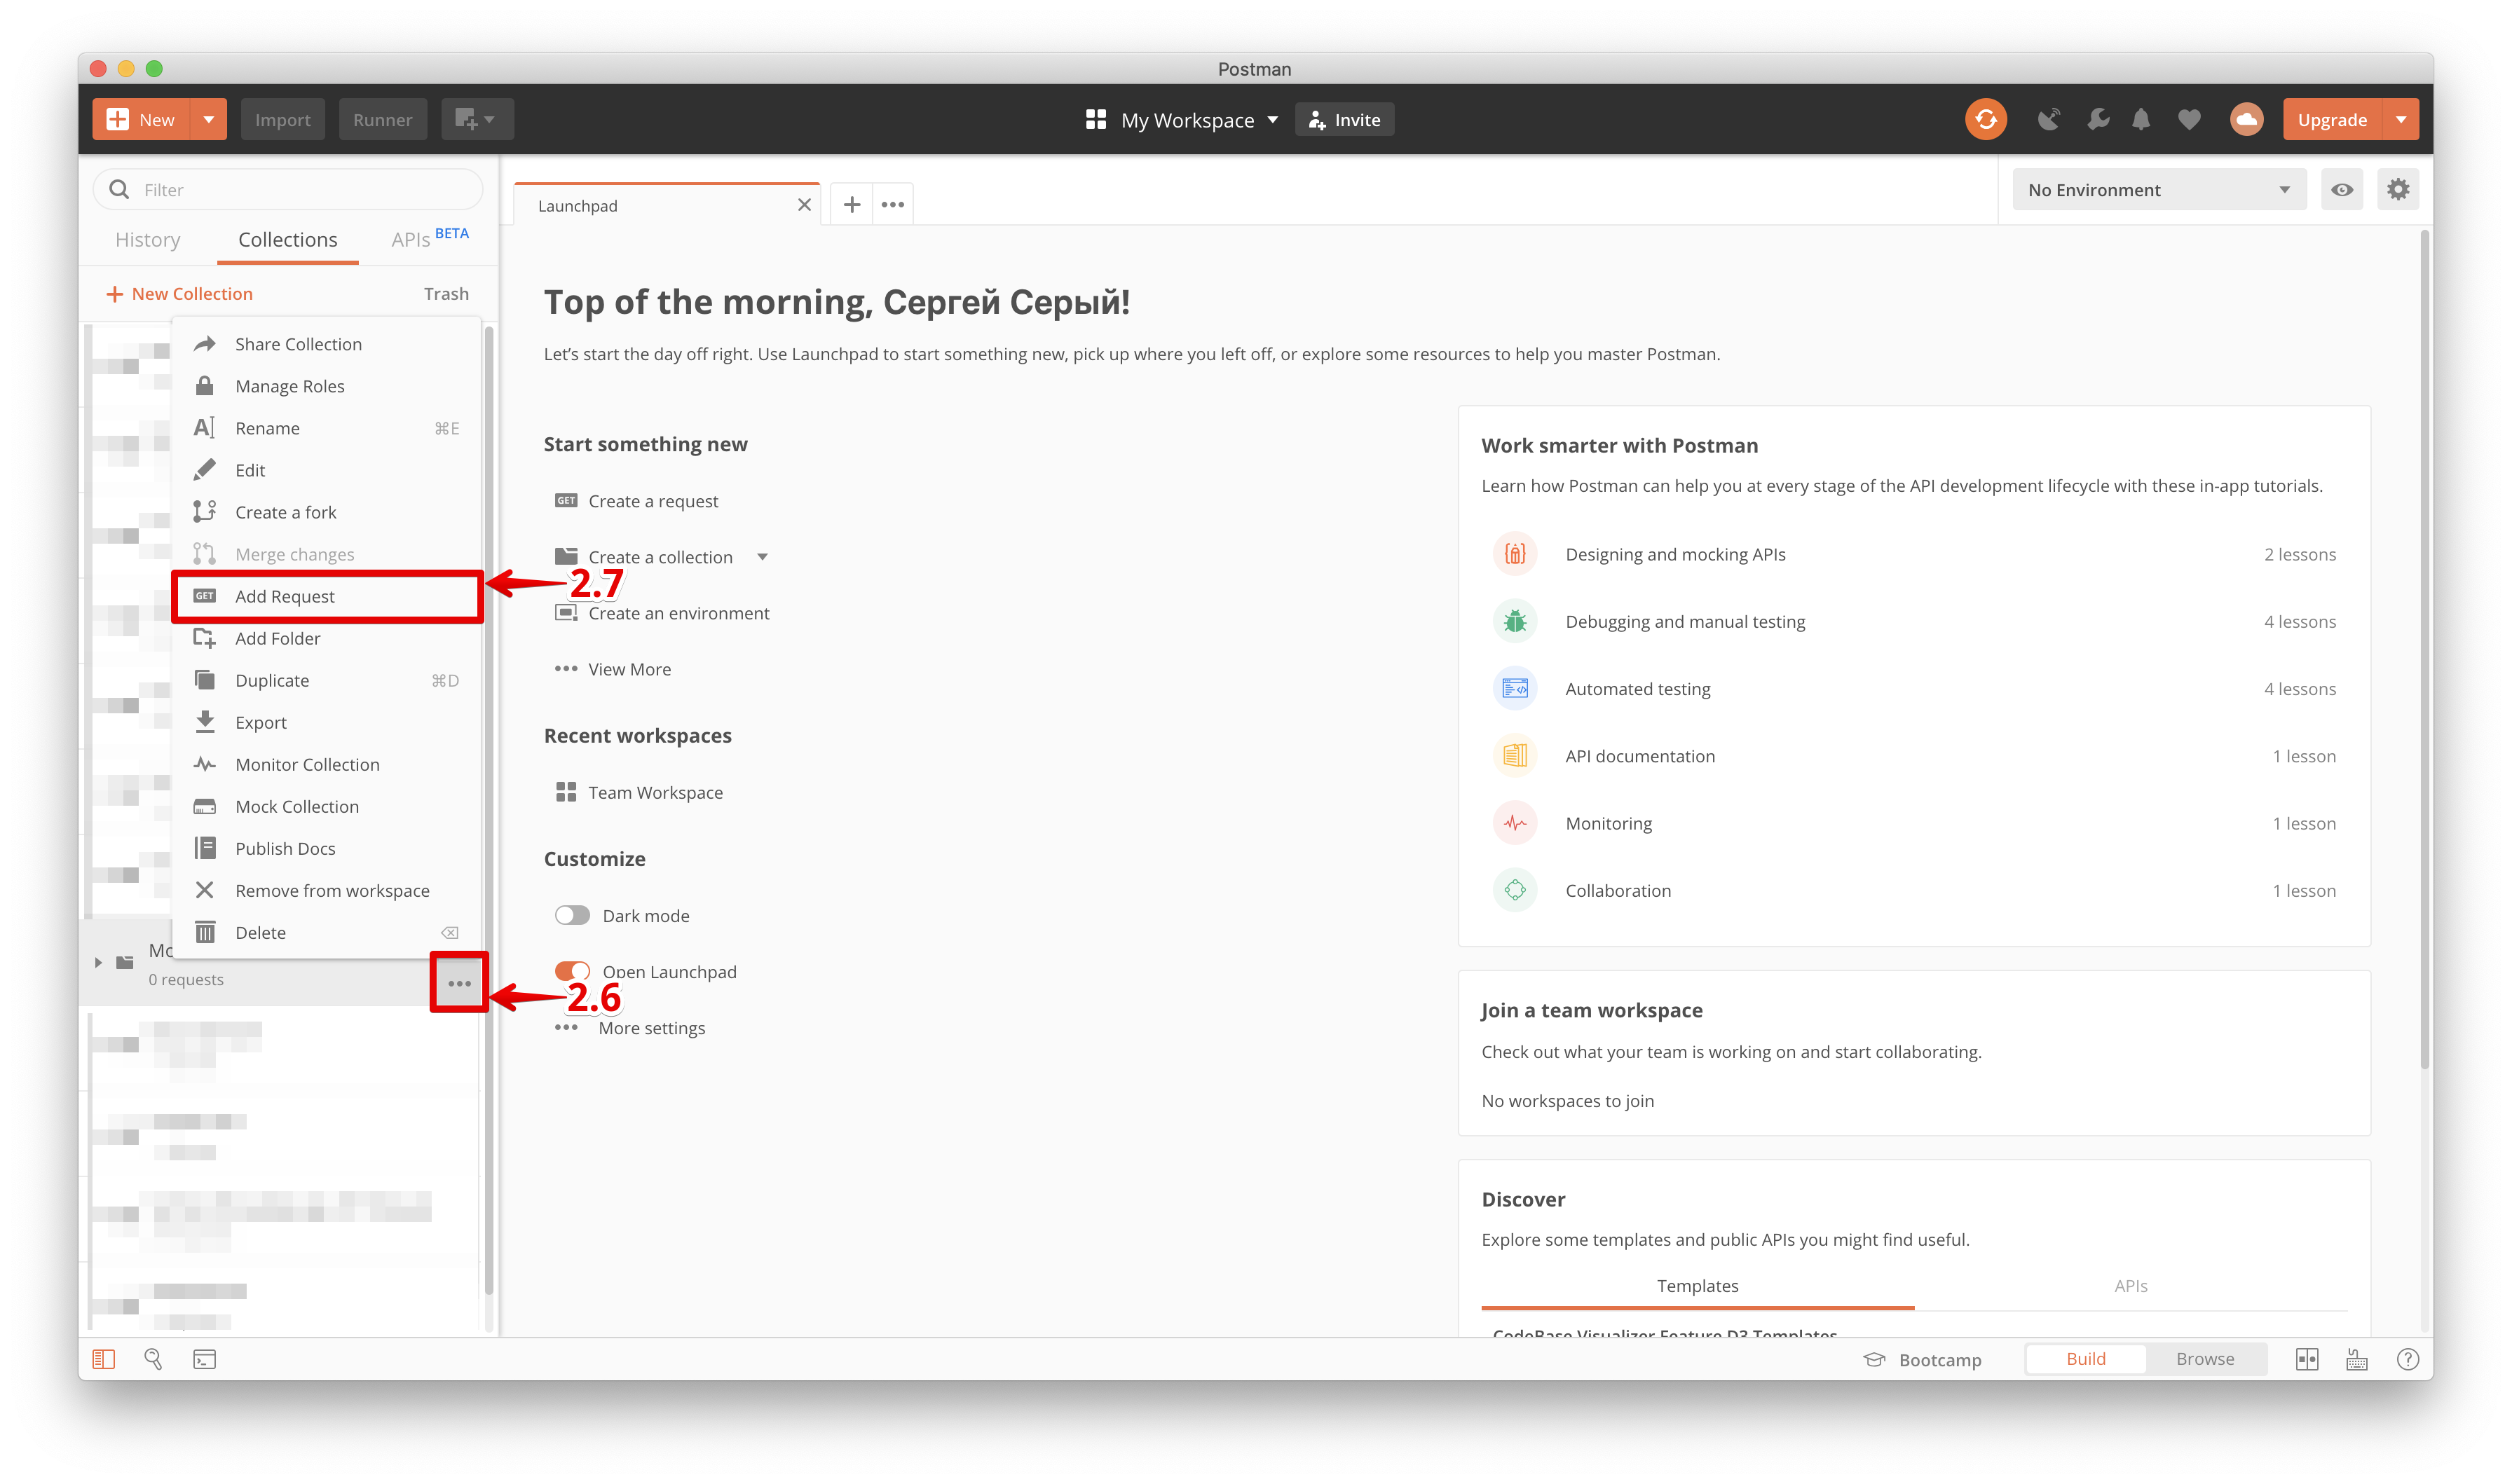 Postman
New
Import
Runner
My Workspace
Invite
Upgrade
Filter
History
Collections
APIs BETA
New Collection
Trash
Launchpad
No Environment
Share Collection
Manage Roles
Rename ⌘E
Edit
Create a fork
Merge changes
GET Add Request
Add Folder
Duplicate ⌘D
Export
Monitor Collection
Mock Collection
Publish Docs
Remove from workspace
Delete
0 requests
2.7
2.6
Top of the morning, Сергей Серый!
Let's start the day off right. Use Launchpad to start something new, pick up where you left off, or explore some resources to help you master Postman.
Start something new
GET Create a request
Create a collection
Create an environment
View More
Recent workspaces
Team Workspace
Customize
Dark mode
Open Launchpad
More settings
Work smarter with Postman
Learn how Postman can help you at every stage of the API development lifecycle with these in-app tutorials.
Designing and mocking APIs 2 lessons
Debugging and manual testing 4 lessons
Automated testing 4 lessons
API documentation 1 lesson
Monitoring 1 lesson
Collaboration 1 lesson
Join a team workspace
Check out what your team is working on and start collaborating.
No workspaces to join
Discover
Explore some templates and public APIs you might find useful.
Templates
APIs
CodeBase Visualizer Feature D3 Templates
Bootcamp
Build
Browse